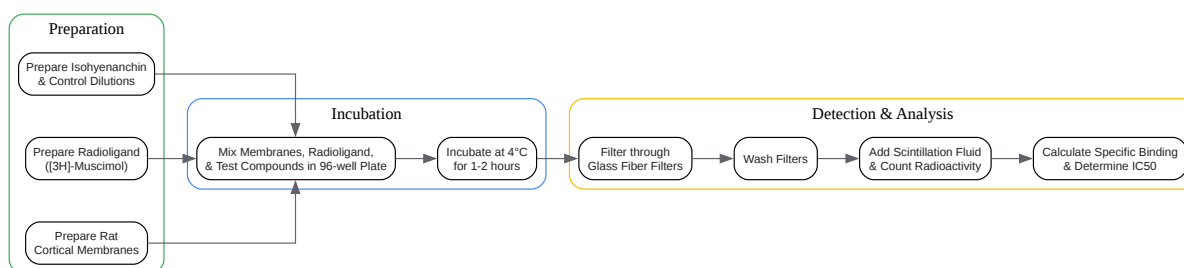 Preparation
Prepare Isohyenanchin
& Control Dilutions
Prepare Radioligand
([3H]-Muscimol)
Prepare Rat
Cortical Membranes
Incubation
Mix Membranes, Radioligand,
& Test Compounds in 96-well Plate
Incubate at 4°C
for 1-2 hours
Detection & Analysis
Filter through
Glass Fiber Filters
Wash Filters
Add Scintillation Fluid
& Count Radioactivity
Calculate Specific Binding
& Determine IC50